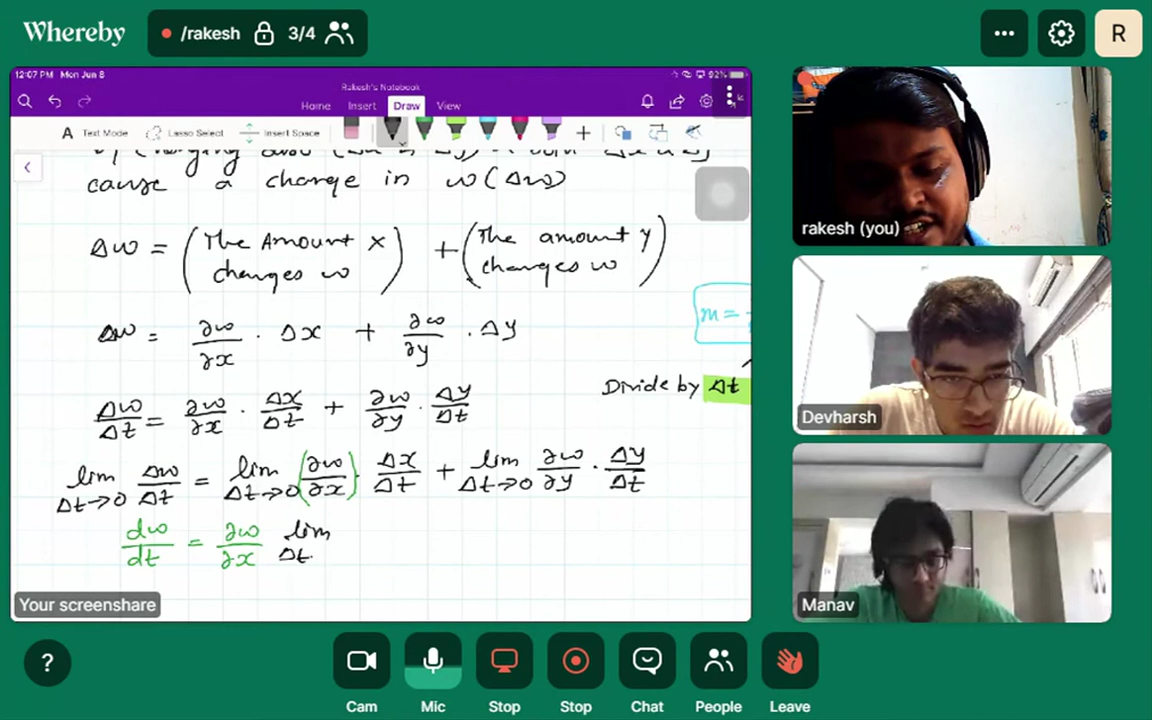 Whereby
/rakesh 3/4
R
12:07 PM Mon Jun 8
92%
Rakesh's Notebook
Home Insert Draw View
A Text Mode Lasso Select Insert Space
cause a change in ω(Δω)
Δω = (The Amount x changes ω) + (The amount y changes ω)
m =
Δω = ∂ω/∂x · Δx + ∂ω/∂y · Δy
Divide by Δt
Δω/Δt = ∂ω/∂x · Δx/Δt + ∂ω/∂y · Δy/Δt
lim Δt→0 Δω/Δt = lim Δt→0 (∂ω/∂x) Δx/Δt + lim Δt→0 ∂ω/∂y · Δy/Δt
dω/dt = ∂ω/∂x lim Δt
Your screenshare
rakesh (you)
Devharsh
Manav
?
Cam Mic Stop Stop Chat People Leave